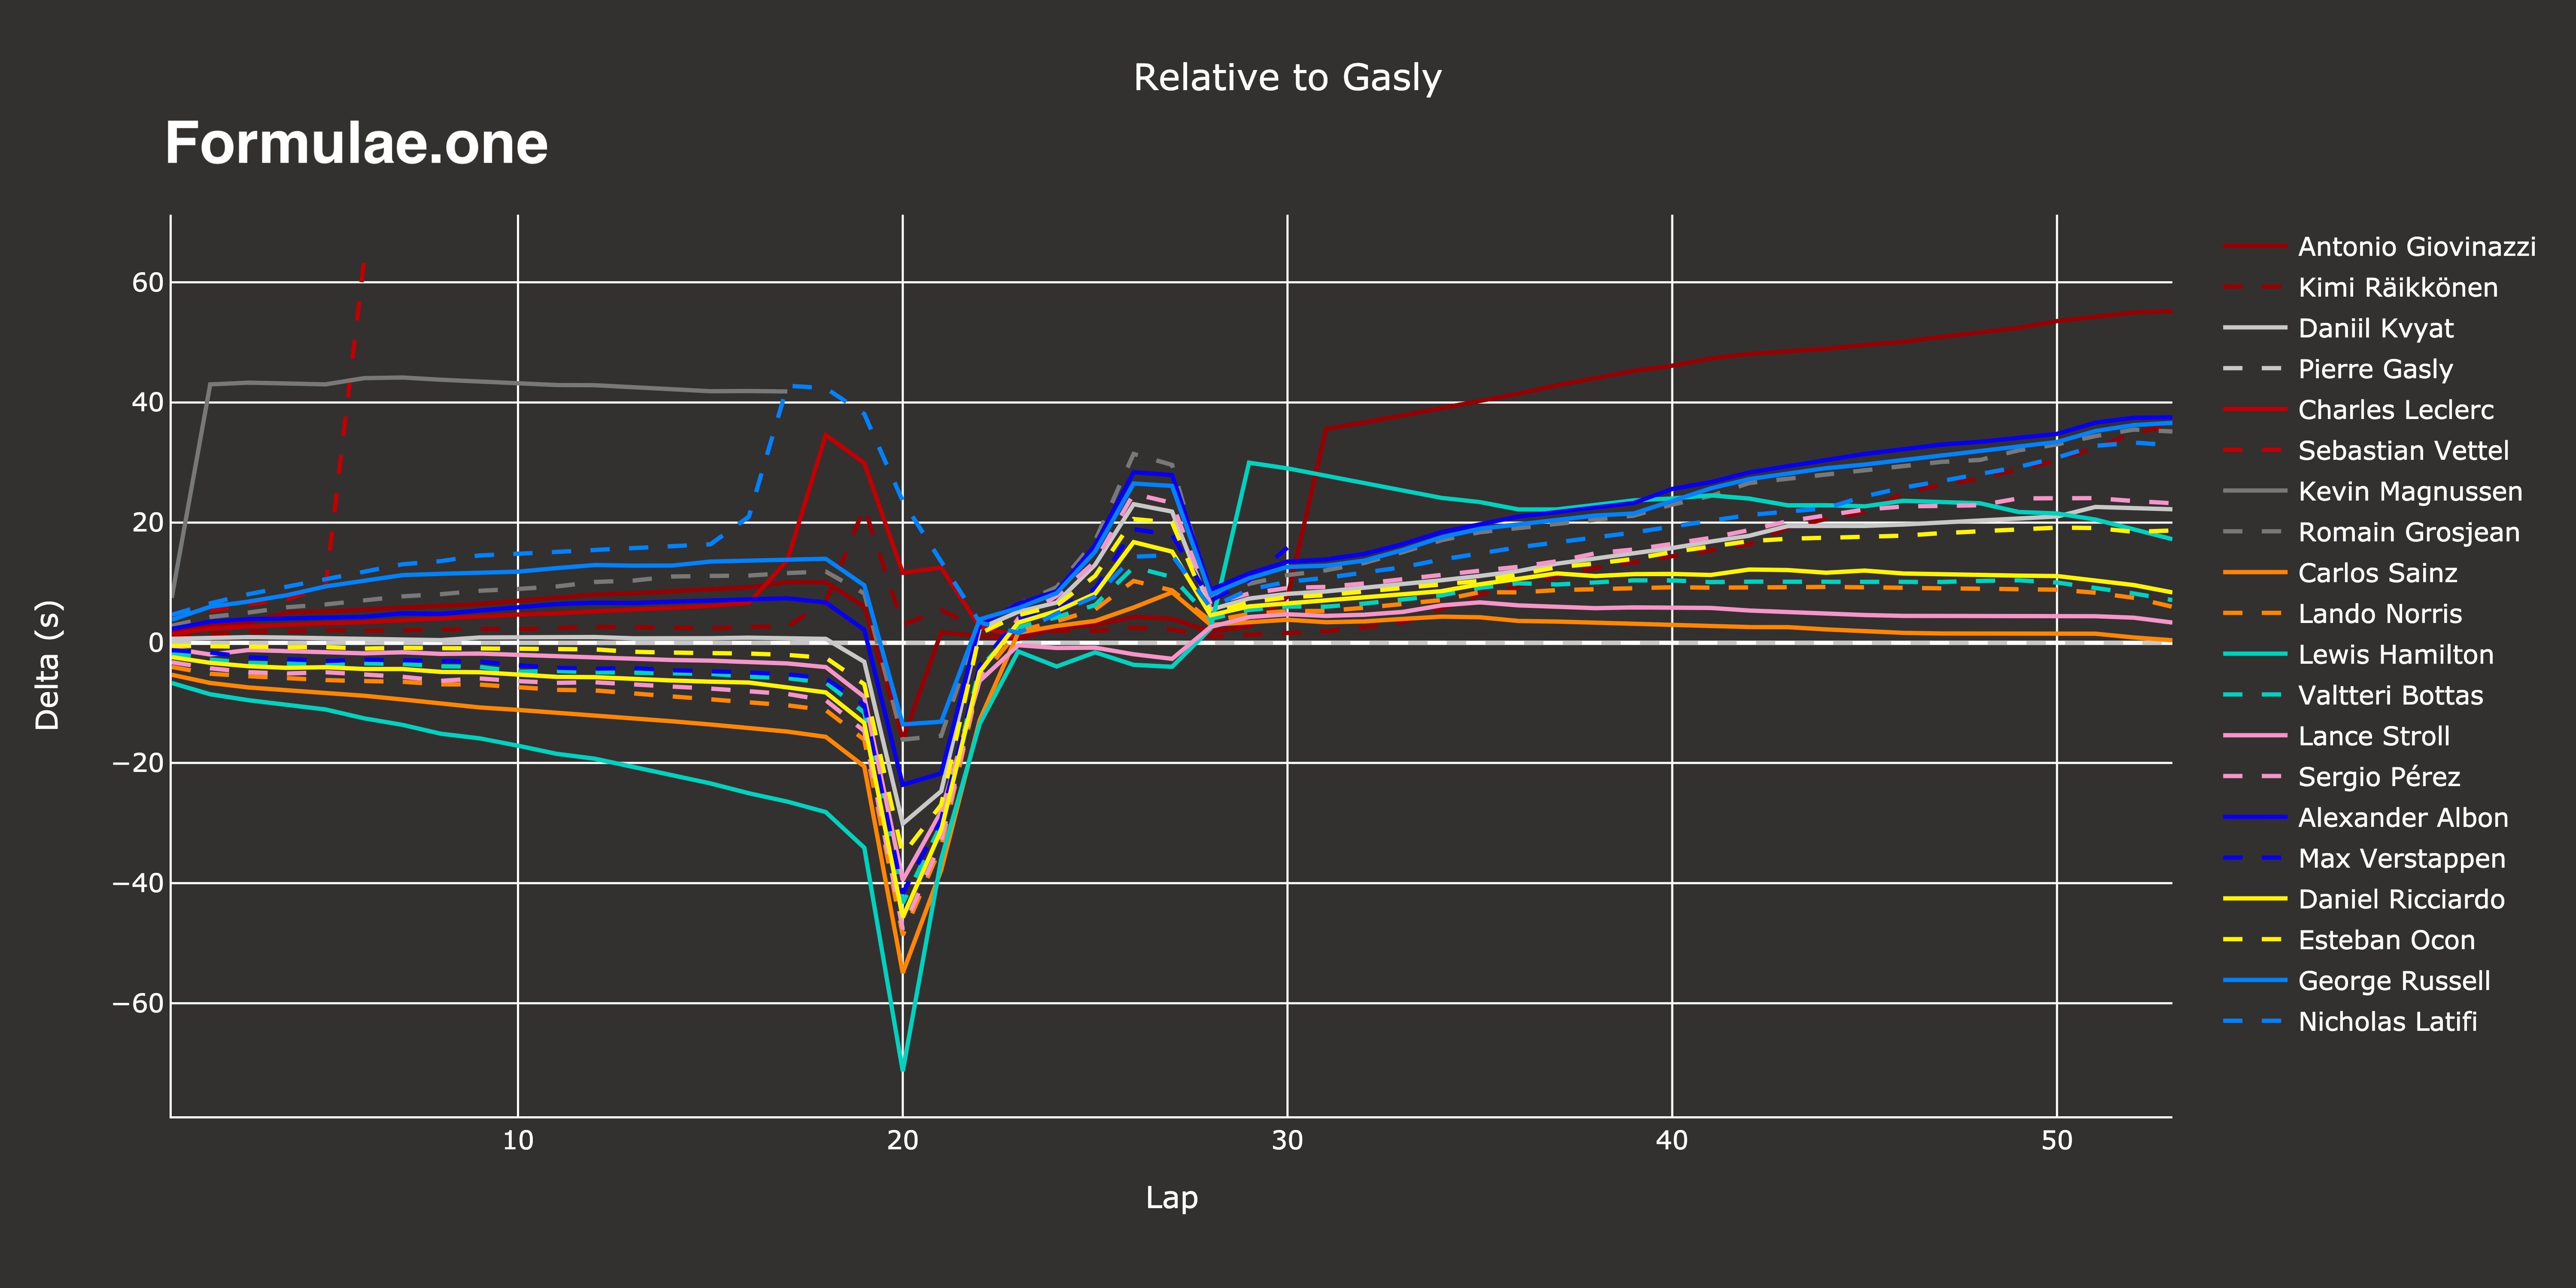 Relative to Gasly
Formulae.one
Antonio Giovinazzi
Kimi Räikkönen
Daniil Kvyat
Pierre Gasly
Charles Leclerc
Sebastian Vettel
Kevin Magnussen
Romain Grosjean
Carlos Sainz
Lando Norris
Lewis Hamilton
Valtteri Bottas
Lance Stroll
Sergio Pérez
Alexander Albon
Max Verstappen
Daniel Ricciardo
Esteban Ocon
George Russell
Nicholas Latifi
60
40
20
0
−20
−40
−60
Delta (s)
10 20 30 40 50
Lap